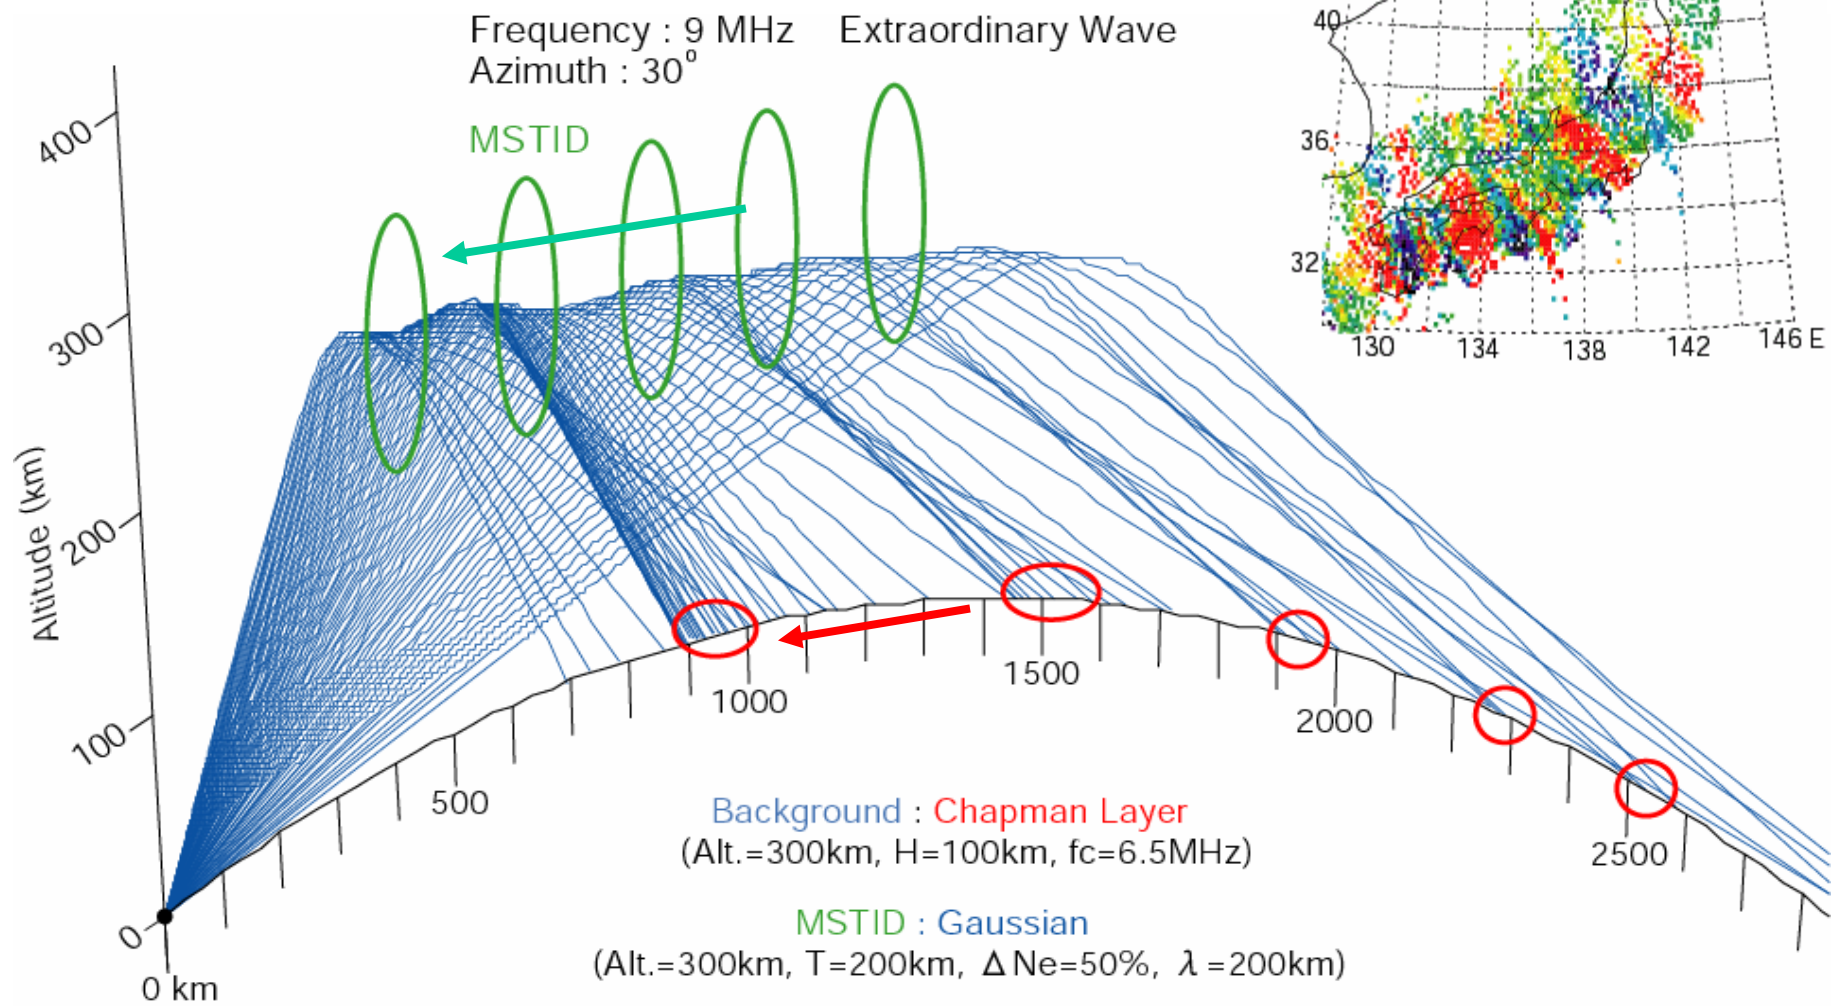 Frequency : 9 MHz Extraordinary Wave
Azimuth : 30°
MSTID
40
36
32
130 134 138 142 146 E
400
300
200
100
0
Altitude (km)
0 km
500
1000
1500
2000
2500
Background : Chapman Layer
(Alt.=300km, H=100km, fc=6.5MHz)
MSTID : Gaussian
(Alt.=300km, T=200km, ΔNe=50%, λ=200km)